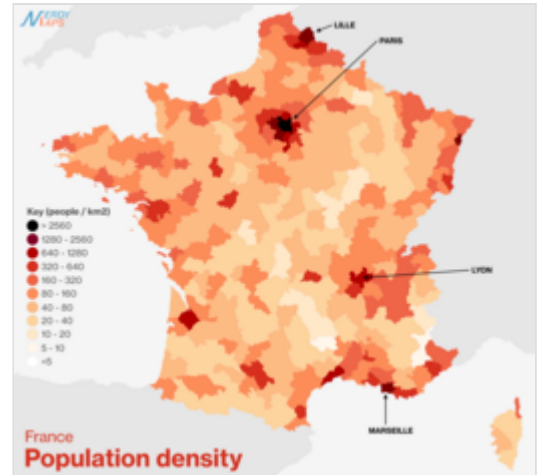 NERDY
MAPS
LILLE
PARIS
Key (people / km2)
> 2560
1280 - 2560
640 - 1280
320 - 640
160 - 320
80 - 160
40 - 80
20 - 40
10 - 20
5 - 10
<5
LYON
MARSEILLE
France
Population density